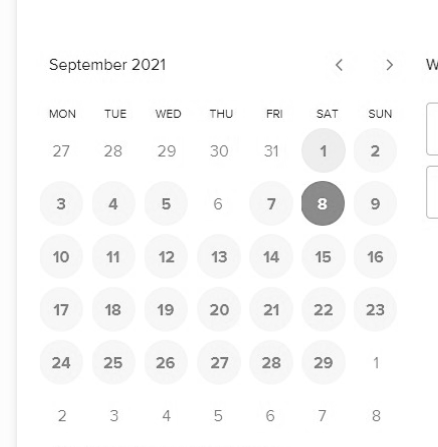 September 2021
W
MON TUE WED THU FRI SAT SUN
27 28 29 30 31 1 2
3 4 5 6 7 8 9
10 11 12 13 14 15 16
17 18 19 20 21 22 23
24 25 26 27 28 29 1
2 3 4 5 6 7 8